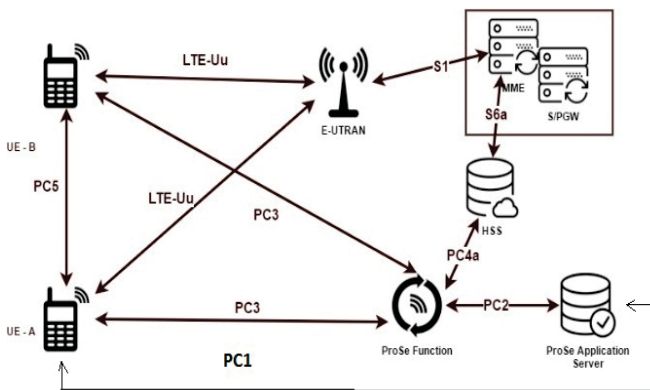 LTE-Uu
S1
MME
S/PGW
E-UTRAN
S6a
UE - B
PC5
LTE-Uu
PC3
HSS
PC4a
PC3
PC2
UE - A
PC1
ProSe Function
ProSe Application
Server